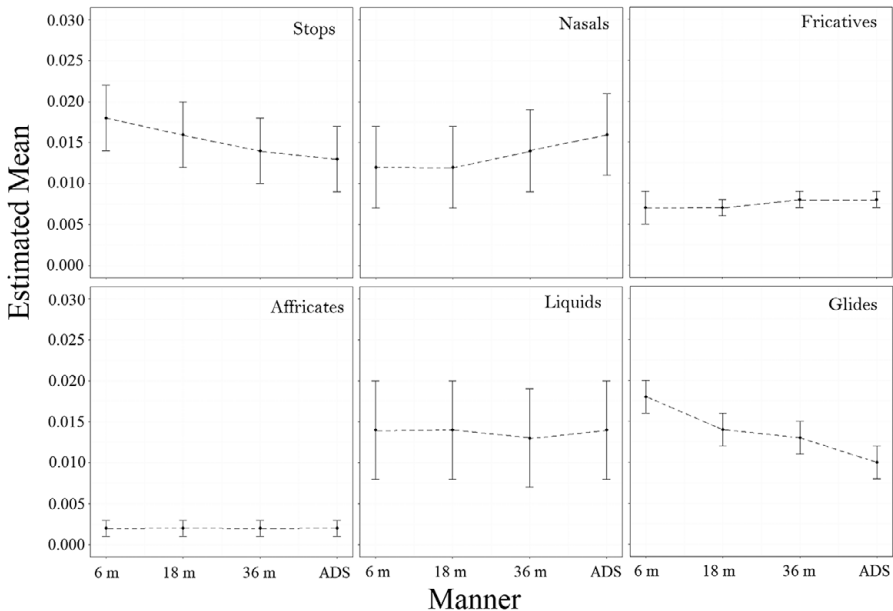 Estimated Mean
0.030
0.025
0.020
0.015
0.010
0.005
0.000
Stops
Nasals
Fricatives
0.030
0.025
0.020
0.015
0.010
0.005
0.000
Affricates
Liquids
Glides
6 m 18 m 36 m ADS
6 m 18 m 36 m ADS
6 m 18 m 36 m ADS
Manner